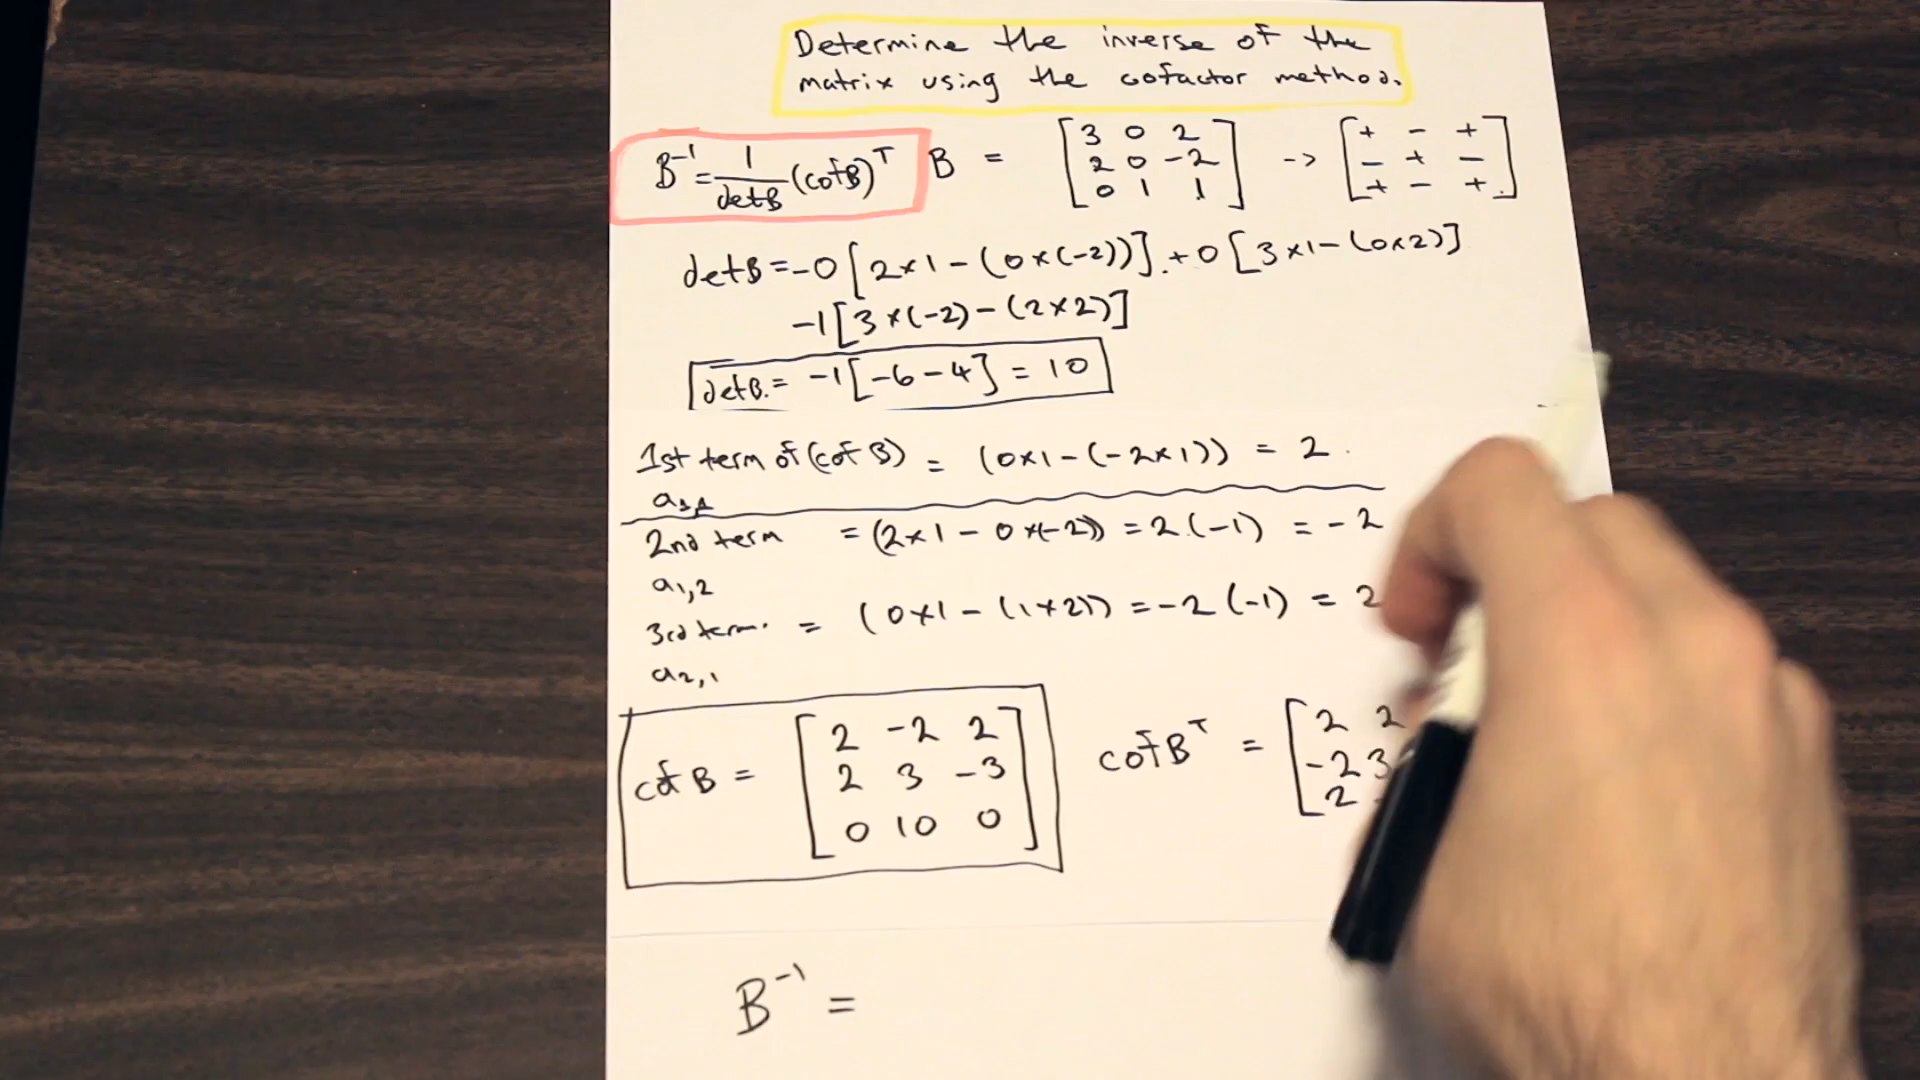 Determine the inverse of the
matrix using the cofactor method.
B⁻¹ = 1/detB (cofB)ᵀ
B = [3 0 2
2 0 -2
0 1 1] -> [+ - +
- + -
+ - +]
detB = -0[2×1-(0×(-2))] + 0[3×1-(0×2)]
-1[3×(-2)-(2×2)]
detB = -1[-6-4] = 10
1st term of (cof B) = (0×1-(-2×1)) = 2
a1,1
2nd term = (2×1 - 0×(-2)) = 2(-1) = -2
a1,2
3rd term = (0×1-(1×2)) = -2(-1) = 2
a2,1
cof B = [2 -2 2
2 3 -3
0 10 0]
cofBᵀ = [2 2
-2 3
2
B⁻¹ =